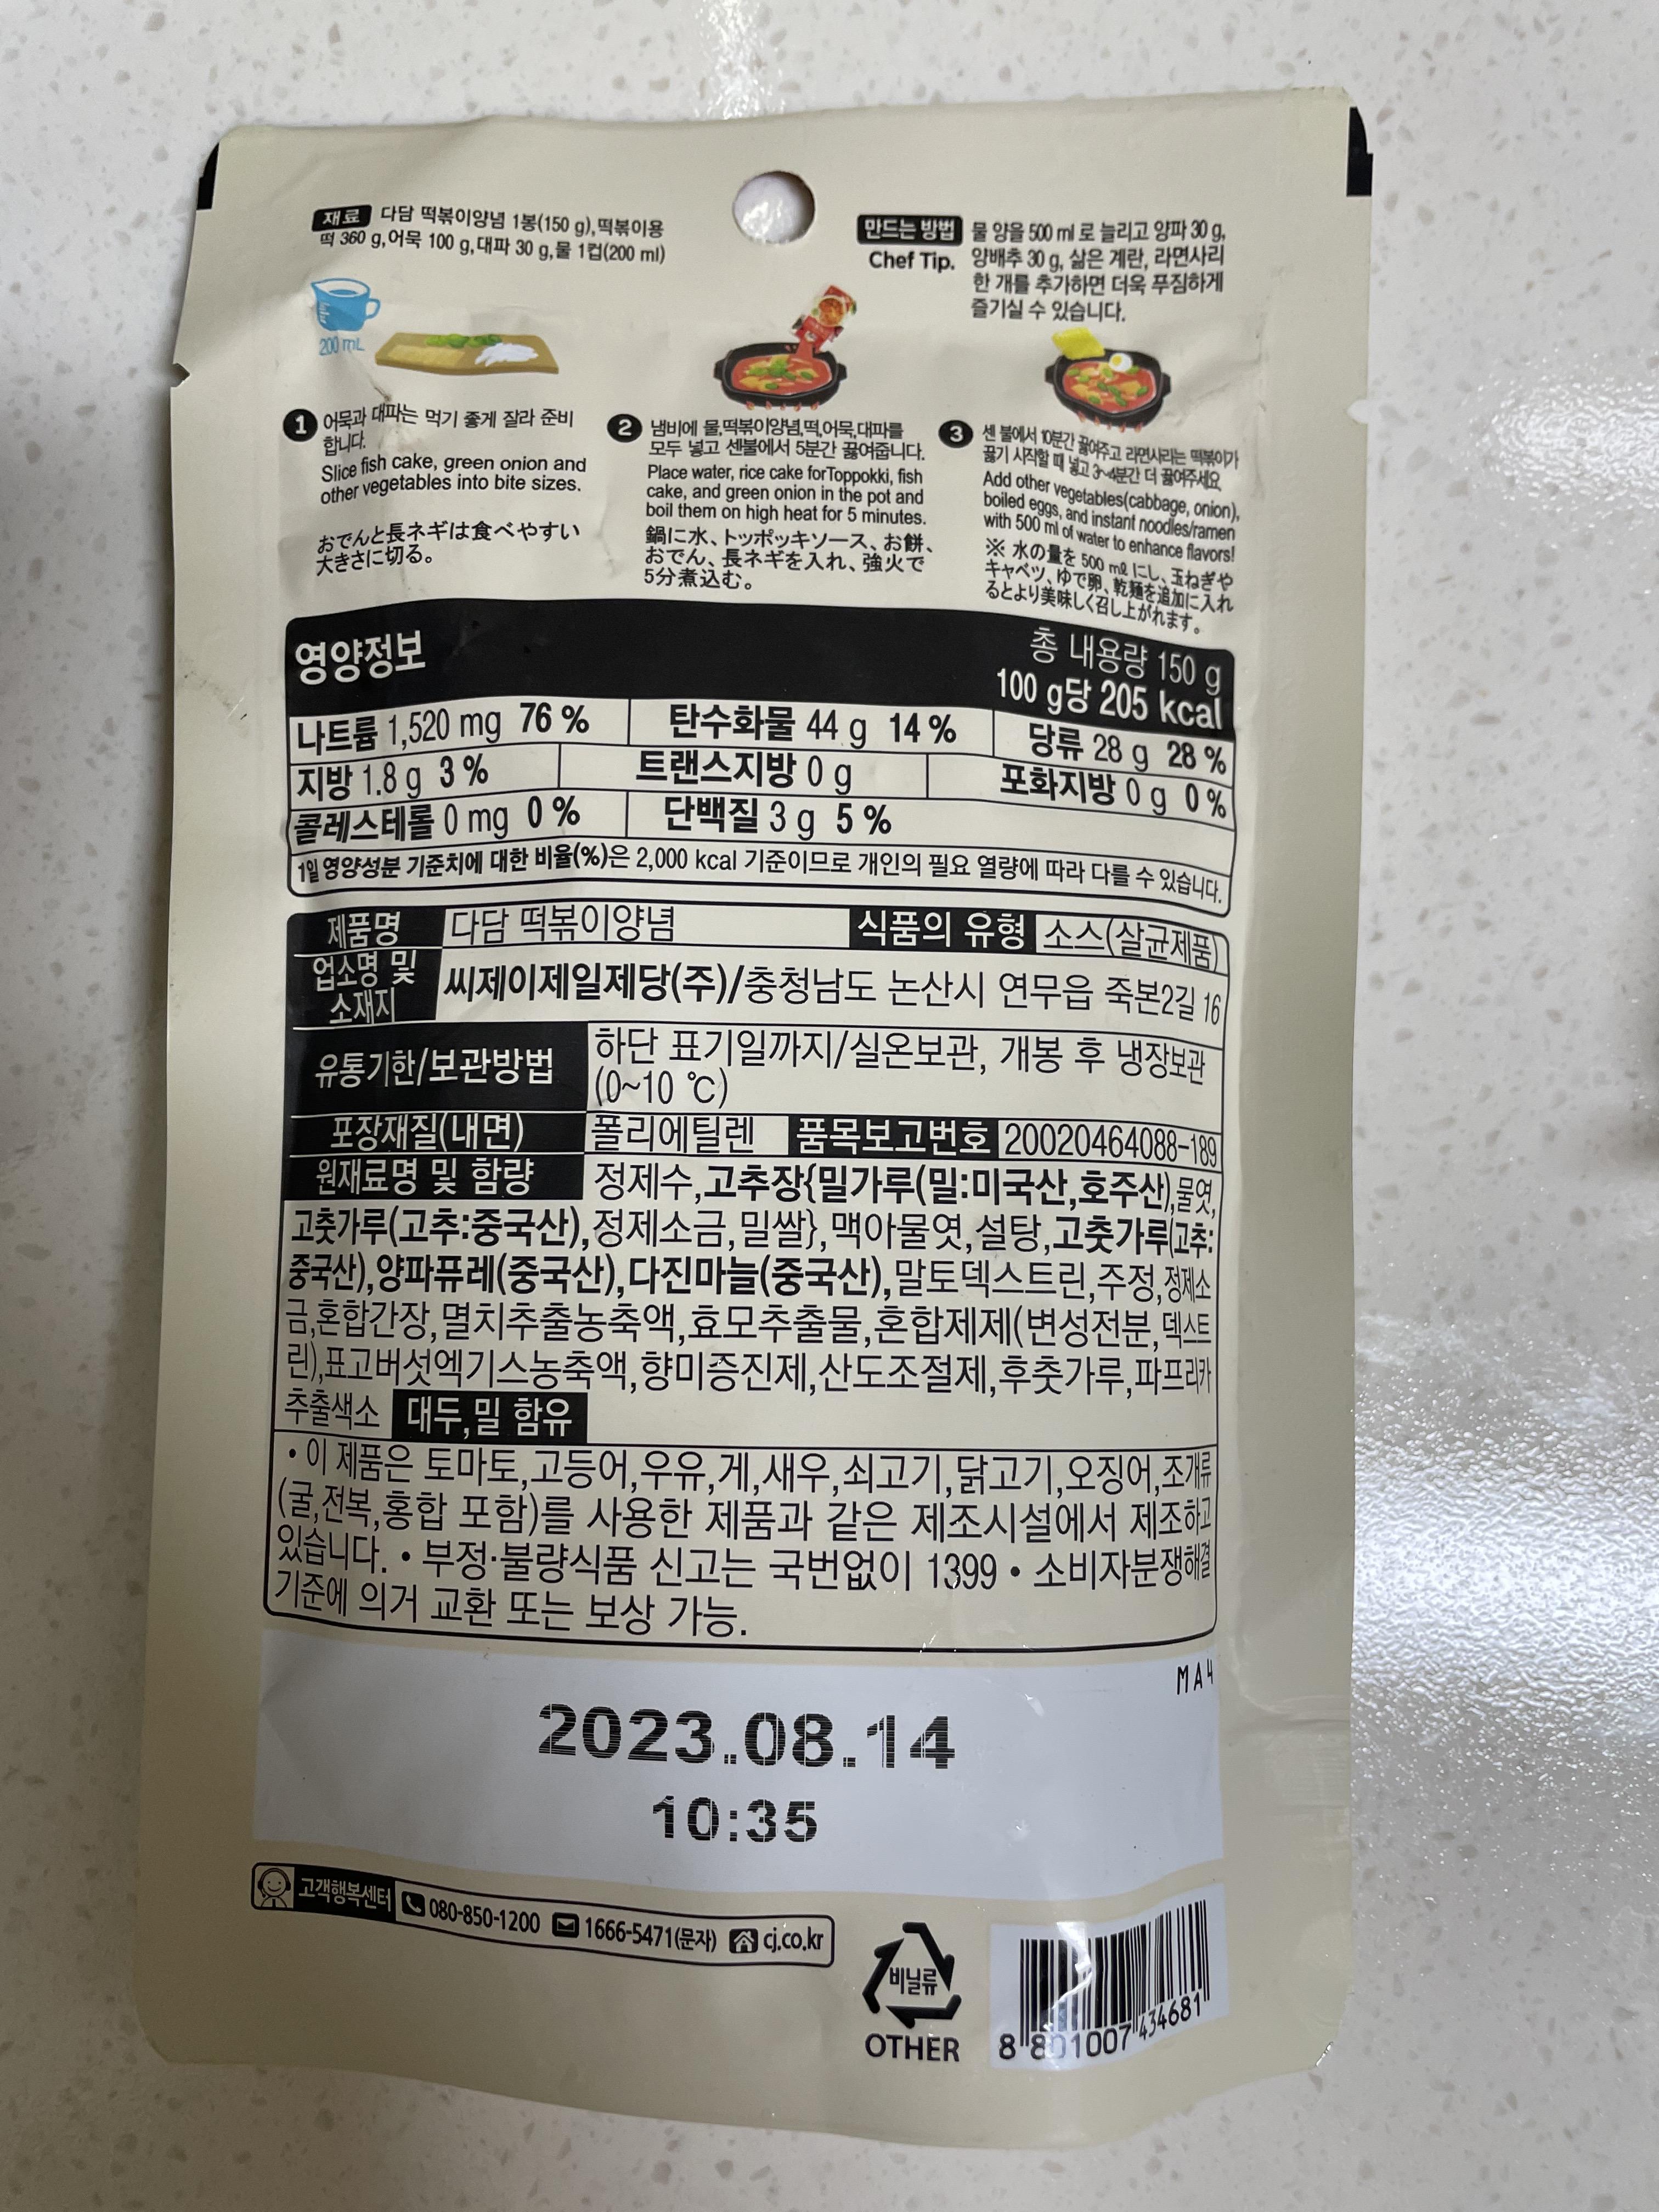 재료 다담 떡볶이양념 1봉(150 g), 떡볶이용
떡 360 g, 어묵 100 g, 대파 30 g, 물 1컵(200 ml)
만드는 방법 물 양을 500 ml 로 늘리고 양파 30 g,
Chef Tip. 양배추 30 g, 삶은 계란, 라면사리
한 개를 추가하면 더욱 푸짐하게
즐기실 수 있습니다.
200 mL
1 어묵과 대파는 먹기 좋게 잘라 준비
합니다.
Slice fish cake, green onion and
other vegetables into bite sizes.
おでんと長ネギは食べやすい
大きさに切る。
2 냄비에 물,떡볶이양념,떡,어묵,대파를
모두 넣고 센불에서 5분간 끓여줍니다.
Place water, rice cake forToppokki, fish
cake, and green onion in the pot and
boil them on high heat for 5 minutes.
鍋に水、トッポッキソース、お餅、
おでん、長ネギを入れ、強火で
5分煮込む。
3 센 불에서 10분간 끓여주고 라면사리는 떡볶이가
끓기 시작할 때 넣고 3~4분간 더 끓여주세요
Add other vegetables(cabbage, onion),
boiled eggs, and instant noodles/ramen
with 500 ml of water to enhance flavors!
※ 水の量を 500 mℓ にし、玉ねぎや
キャベツ、ゆで卵、乾麺を追加に入れ
るとより美味しく召し上がれます。
영양정보
총 내용량 150 g
100 g당 205 kcal
나트륨 1,520 mg 76 % 탄수화물 44 g 14 % 당류 28 g 28 %
지방 1.8 g 3 % 트랜스지방 0 g 포화지방 0 g 0 %
콜레스테롤 0 mg 0 % 단백질 3 g 5 %
1일 영양성분 기준치에 대한 비율(%)은 2,000 kcal 기준이므로 개인의 필요 열량에 따라 다를 수 있습니다.
제품명 다담 떡볶이양념 식품의 유형 소스(살균제품)
업소명 및
소재지 씨제이제일제당(주)/충청남도 논산시 연무읍 죽본2길 16
유통기한/보관방법 하단 표기일까지/실온보관, 개봉 후 냉장보관
(0~10 ℃)
포장재질(내면) 폴리에틸렌 품목보고번호 20020464088-189
원재료명 및 함량 정제수,고추장{밀가루(밀:미국산,호주산),물엿,
고춧가루(고추:중국산),정제소금,밀쌀},맥아물엿,설탕,고춧가루(고추:
중국산),양파퓨레(중국산),다진마늘(중국산),말토덱스트린,주정,정제소
금,혼합간장,멸치추출농축액,효모추출물,혼합제제(변성전분,덱스트
린),표고버섯엑기스농축액,향미증진제,산도조절제,후춧가루,파프리카
추출색소 대두,밀 함유
• 이 제품은 토마토,고등어,우유,게,새우,쇠고기,닭고기,오징어,조개류
(굴,전복,홍합 포함)를 사용한 제품과 같은 제조시설에서 제조하고
있습니다. • 부정·불량식품 신고는 국번없이 1399 • 소비자분쟁해결
기준에 의거 교환 또는 보상 가능.
MA4
2023.08.14
10:35
고객행복센터 080-850-1200 1666-5471(문자) cj.co.kr
비닐류
OTHER
8 801007 434681